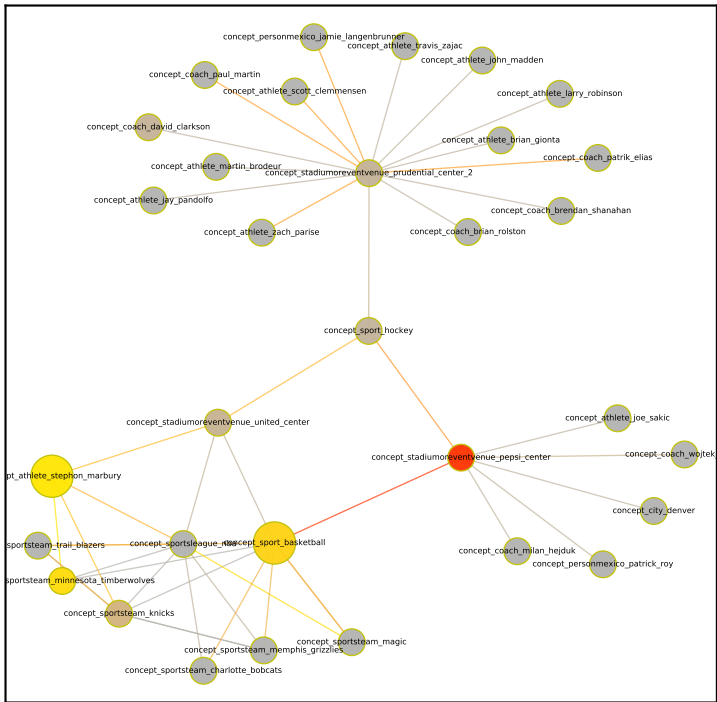 concept_personmexico_jamie_langenbrunner
concept_athlete_travis_zajac
concept_athlete_john_madden
concept_coach_paul_martin
concept_athlete_scott_clemmensen
concept_athlete_larry_robinson
concept_coach_david_clarkson
concept_athlete_brian_gionta
concept_coach_patrik_elias
concept_athlete_martin_brodeur
concept_stadiumoreventvenue_prudential_center_2
concept_athlete_jay_pandolfo
concept_coach_brendan_shanahan
concept_athlete_zach_parise
concept_coach_brian_rolston
concept_sport_hockey
concept_stadiumoreventvenue_united_center
concept_athlete_joe_sakic
concept_stadiumoreventvenue_pepsi_center
concept_coach_wojtek
pt_athlete_stephon_marbury
concept_city_denver
sportsteam_trail_blazers
concept_sportsleague_nba
concept_sport_basketball
concept_coach_milan_hejduk
concept_personmexico_patrick_roy
sportsteam_minnesota_timberwolves
concept_sportsteam_knicks
concept_sportsteam_magic
concept_sportsteam_memphis_grizzlies
concept_sportsteam_charlotte_bobcats